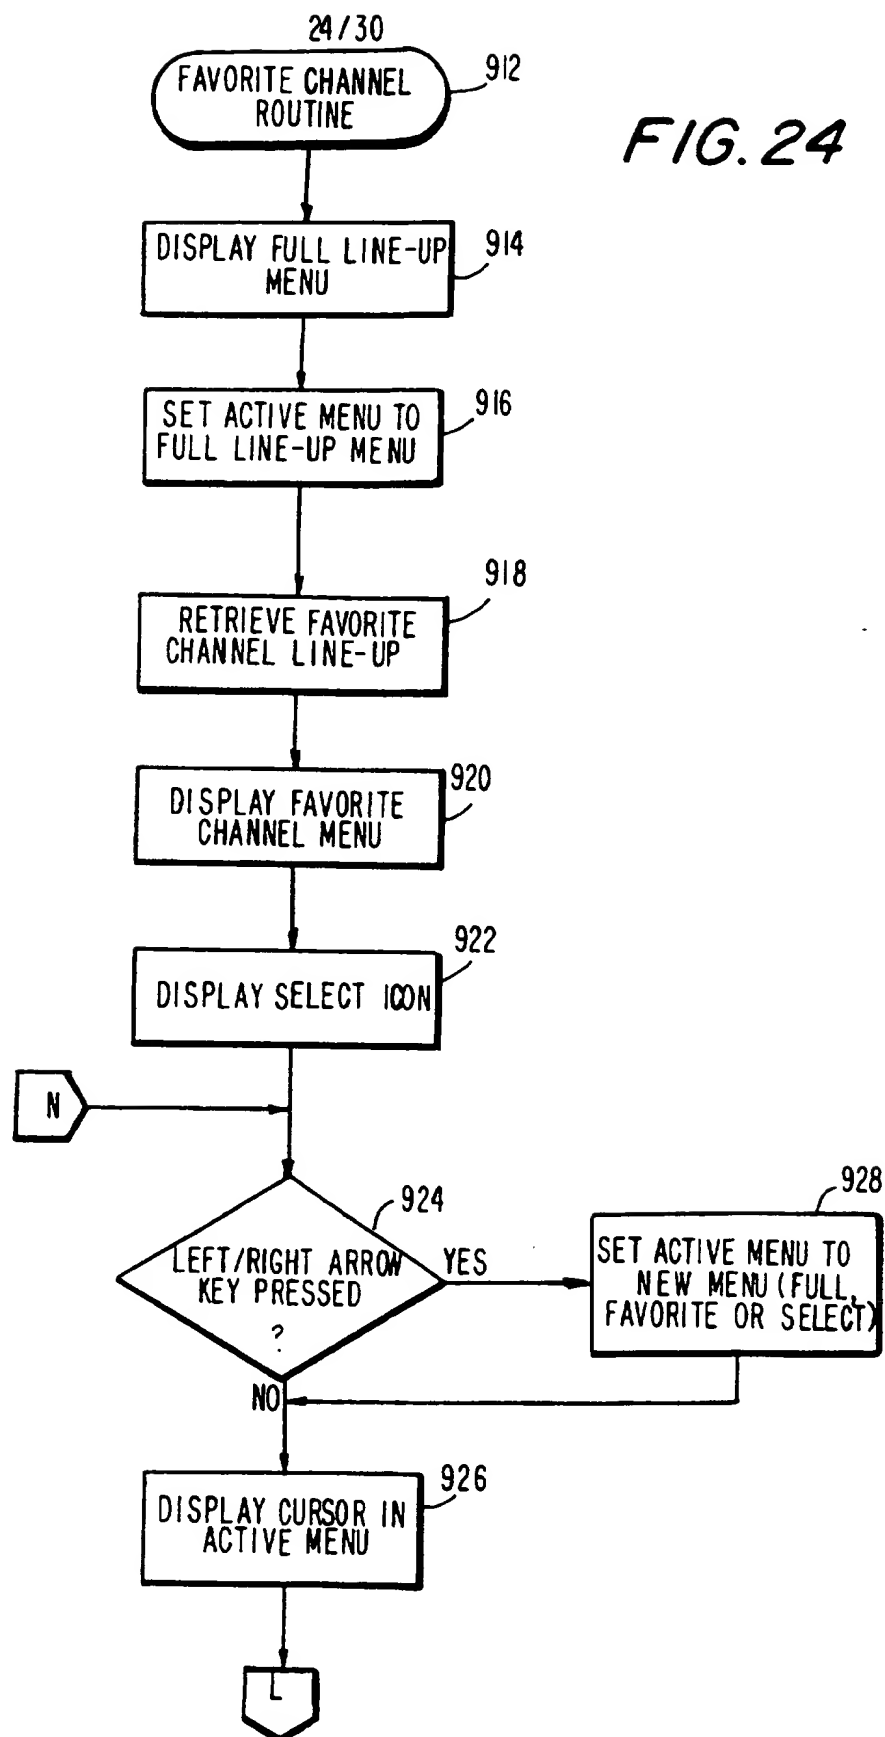 24/30
FAVORITE CHANNEL
ROUTINE
912
FIG. 24
DISPLAY FULL LINE-UP
MENU
914
SET ACTIVE MENU TO
FULL LINE-UP MENU
916
RETRIEVE FAVORITE
CHANNEL LINE-UP
918
DISPLAY FAVORITE
CHANNEL MENU
920
DISPLAY SELECT ICON
922
N
LEFT/RIGHT ARROW
KEY PRESSED
?
924
YES
SET ACTIVE MENU TO
NEW MENU (FULL,
FAVORITE OR SELECT)
928
NO
DISPLAY CURSOR IN
ACTIVE MENU
926
L